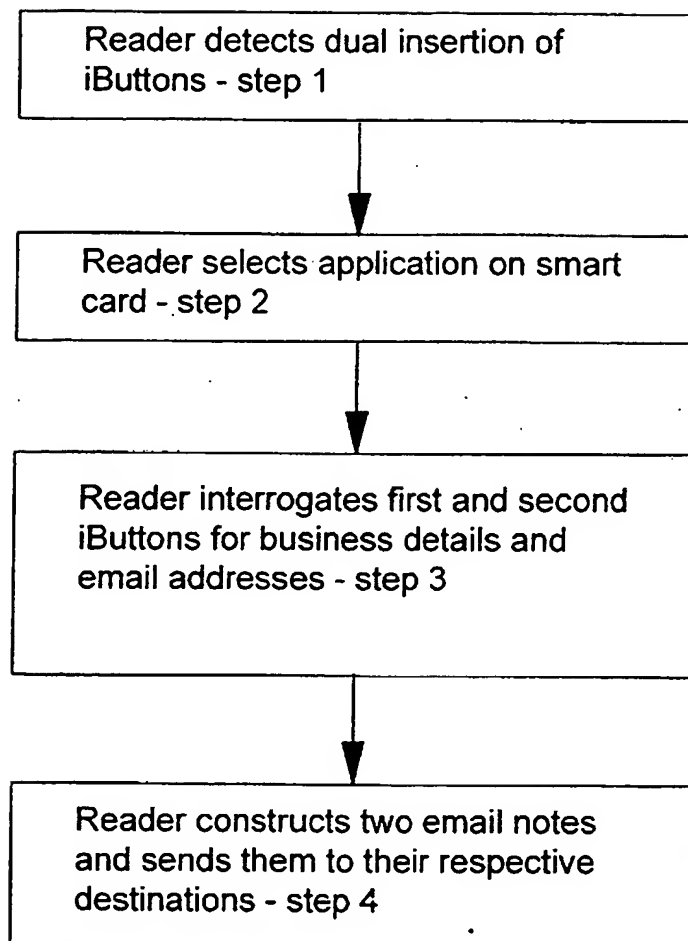 Reader detects dual insertion of
iButtons - step 1
Reader selects application on smart
card - step 2
Reader interrogates first and second
iButtons for business details and
email addresses - step 3
Reader constructs two email notes
and sends them to their respective
destinations - step 4